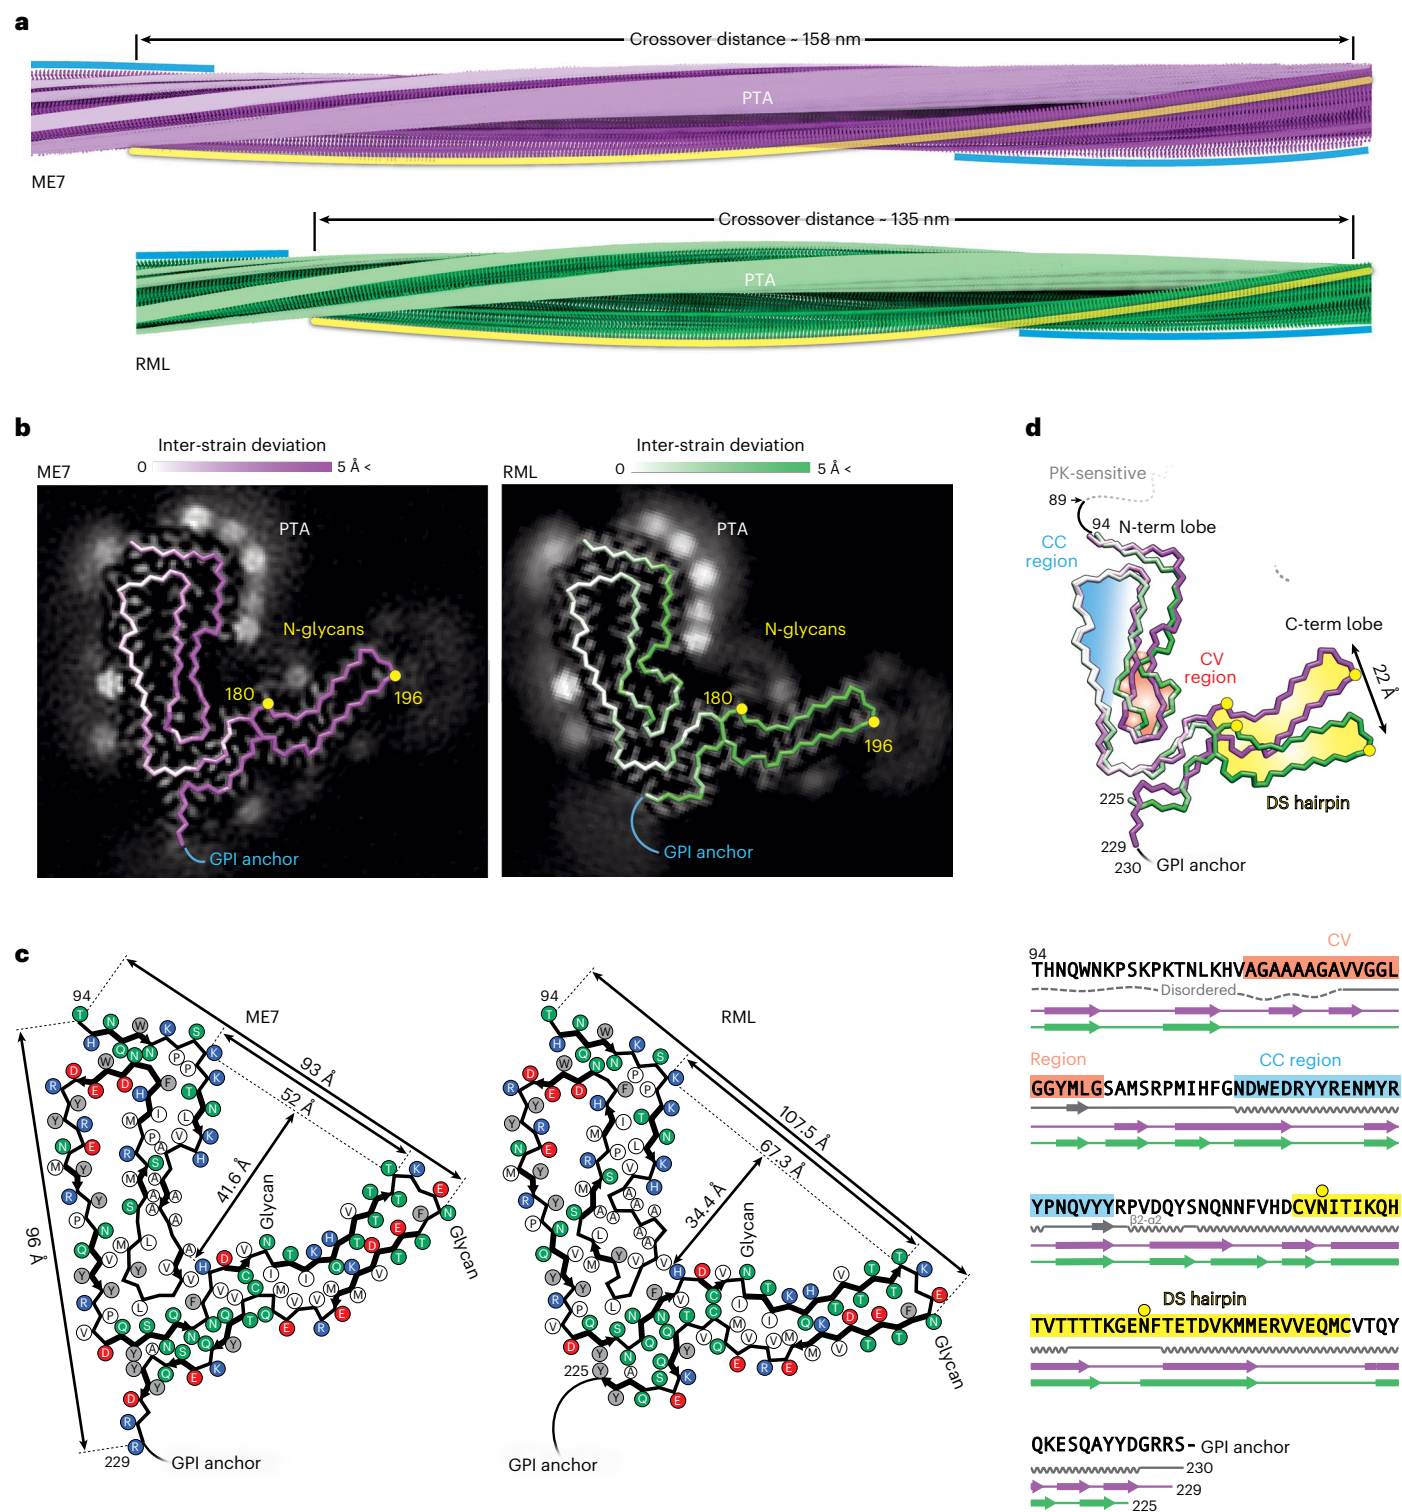 a
Crossover distance ~ 158 nm
PTA
ME7
Crossover distance ~ 135 nm
PTA
RML
b
Inter-strain deviation
ME7
0
5 Å <
PTA
N-glycans
180
196
GPI anchor
Inter-strain deviation
RML
0
5 Å <
PTA
N-glycans
180
196
GPI anchor
d
PK-sensitive
89
94
N-term lobe
CC
region
CV
region
C-term lobe
22 Å
DS hairpin
225
229
230
GPI anchor
c
94
ME7
93 Å
52 Å
41.6 Å
96 Å
Glycan
Glycan
229
GPI anchor
94
RML
107.5 Å
67.3 Å
34.4 Å
Glycan
Glycan
225
GPI anchor
CV
94
THNQWNKPSKPKTNLKHVAGAAAAGAVVGGL
Disordered
Region
CC region
GGYMLGSAMSRPMIHFGNDWEDRYYRENMYR
YPNQVYYRPVDQYSNQNNFVHDCVNITIKQH
β2-α2
DS hairpin
TVTTTTKGENFTETDVKMMERVVEQMCVTQY
QKESQAYYDGRRS- GPI anchor
230
229
225